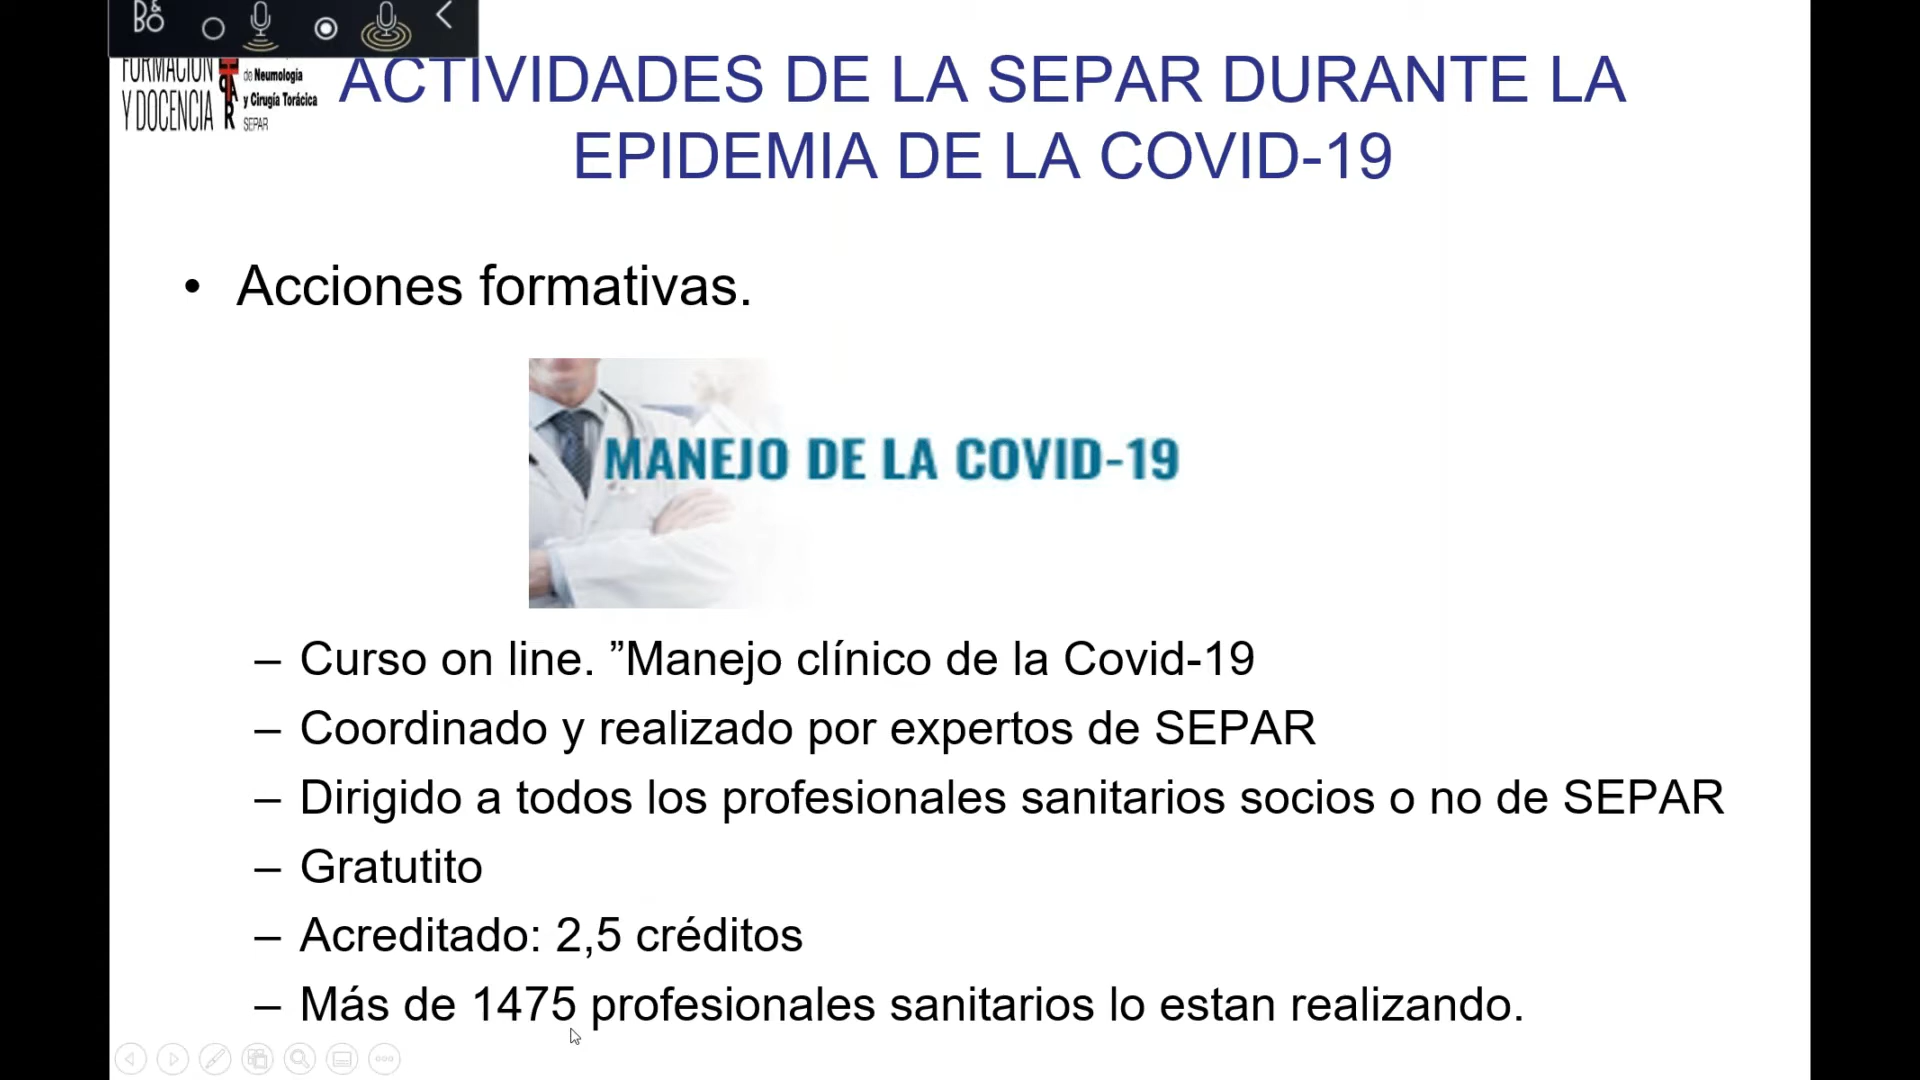 B&O
FORMACIÓN
Y DOCENCIA
de Neumología
y Cirugía Torácica
SEPAR
ACTIVIDADES DE LA SEPAR DURANTE LA
EPIDEMIA DE LA COVID-19
• Acciones formativas.
MANEJO DE LA COVID-19
– Curso on line. ”Manejo clínico de la Covid-19
– Coordinado y realizado por expertos de SEPAR
– Dirigido a todos los profesionales sanitarios socios o no de SEPAR
– Gratutito
– Acreditado: 2,5 créditos
– Más de 1475 profesionales sanitarios lo estan realizando.